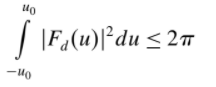 ∫_{-u₀}^{u₀} |F_d(u)|² du ≤ 2π